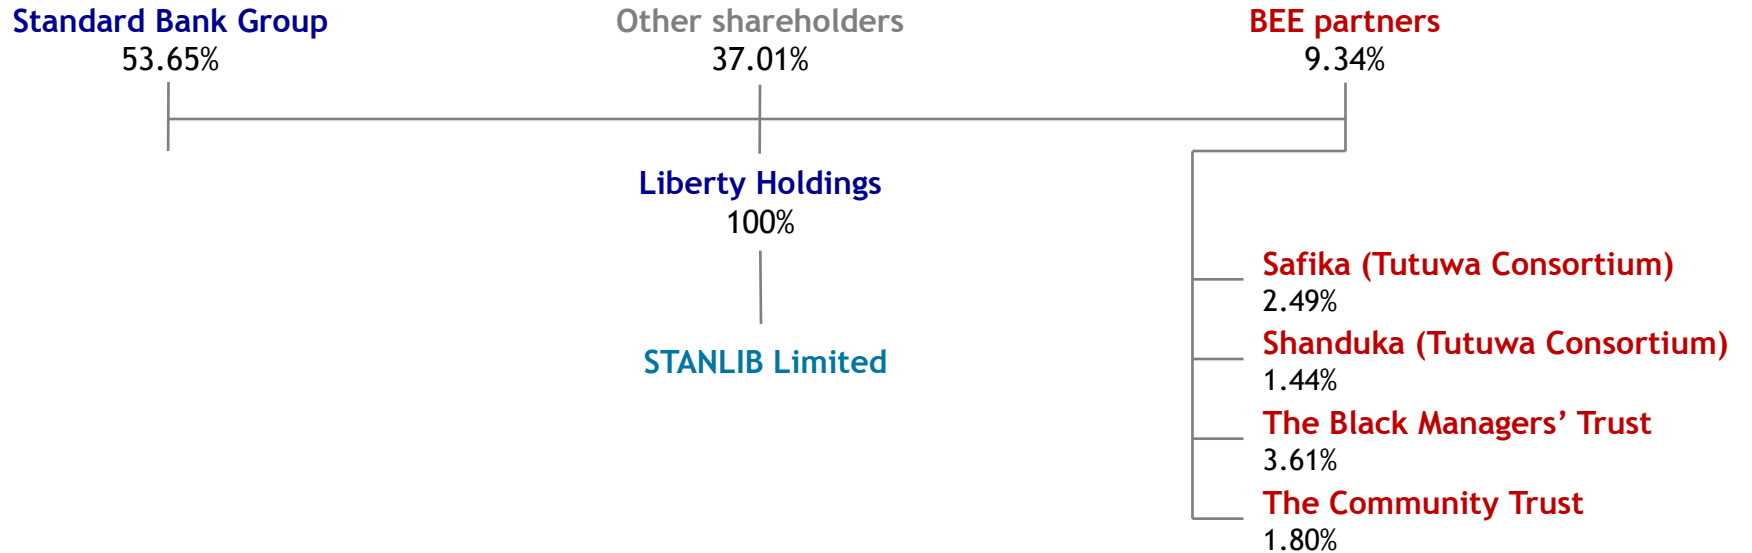 Standard Bank Group
53.65%
Other shareholders
37.01%
BEE partners
9.34%
Liberty Holdings
100%
STANLIB Limited
Safika (Tutuwa Consortium)
2.49%
Shanduka (Tutuwa Consortium)
1.44%
The Black Managers’ Trust
3.61%
The Community Trust
1.80%